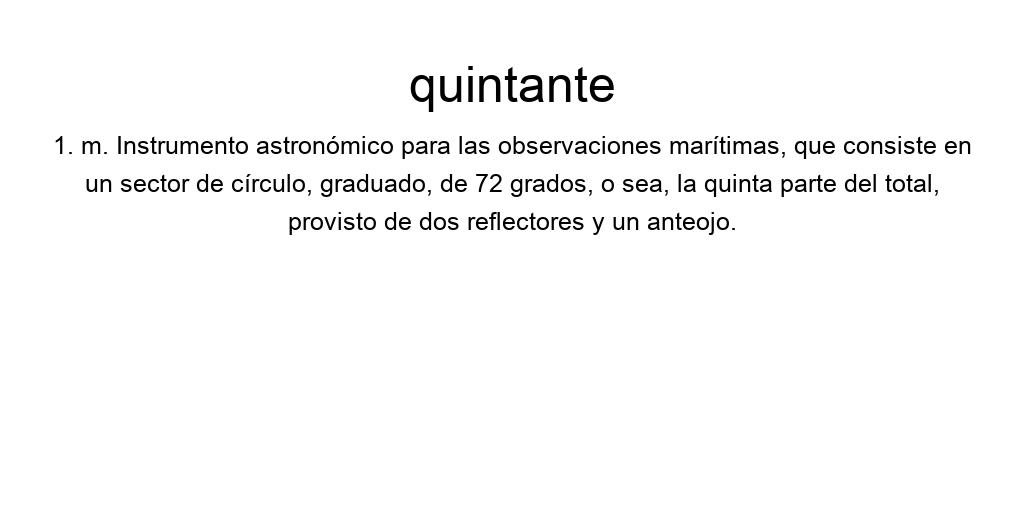 quintante
1. m. Instrumento astronómico para las observaciones marítimas, que consiste en
un sector de círculo, graduado, de 72 grados, o sea, la quinta parte del total,
provisto de dos reflectores y un anteojo.